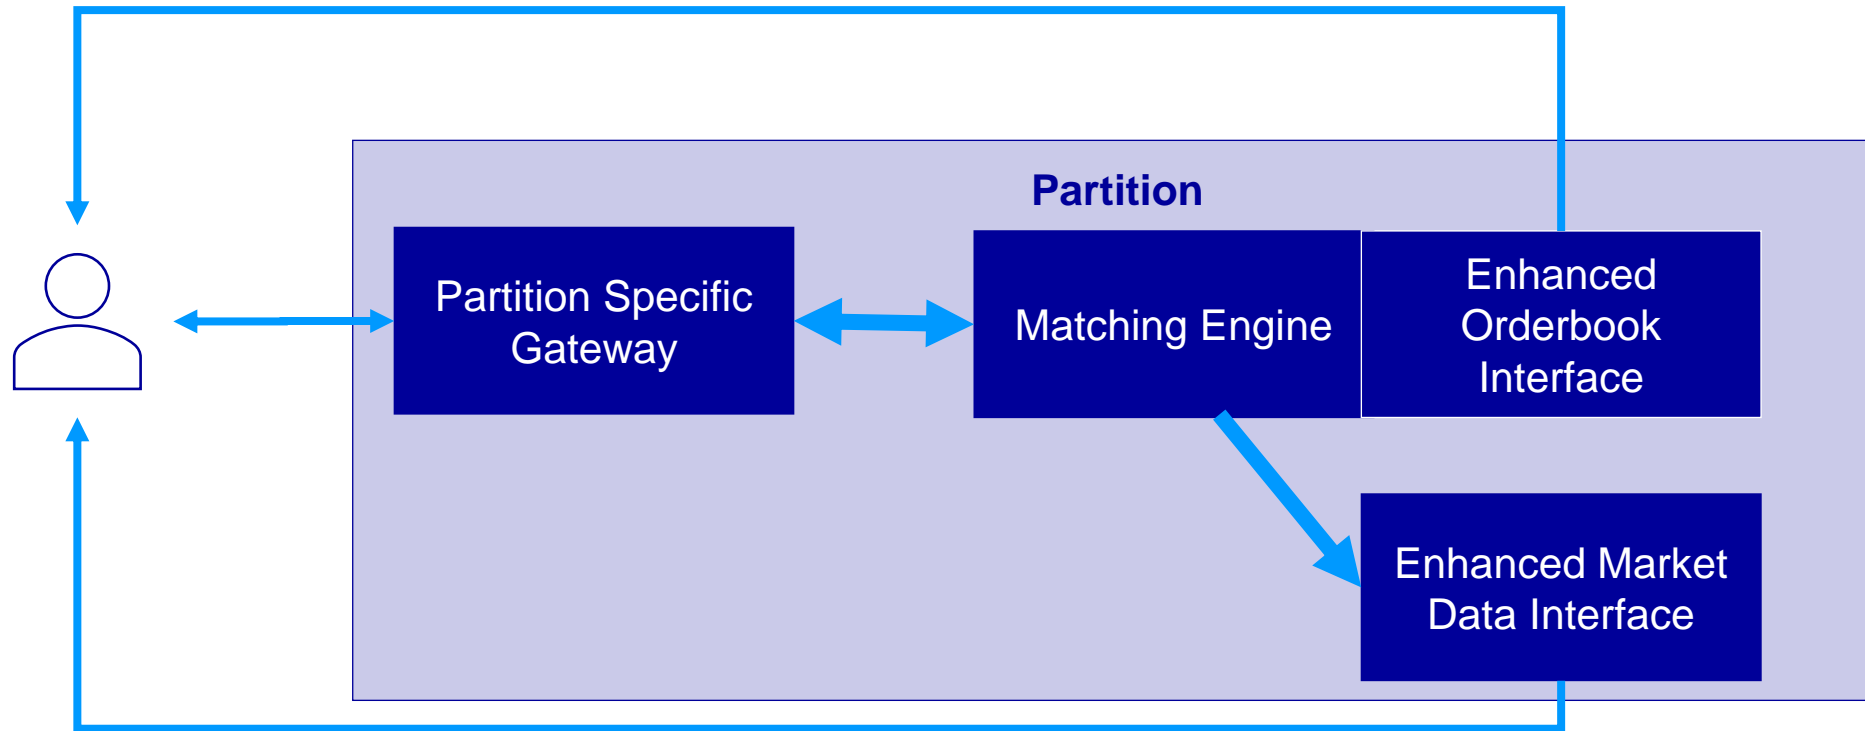 Partition
Partition Specific
Gateway
Matching Engine
Enhanced
Orderbook
Interface
Enhanced Market
Data Interface